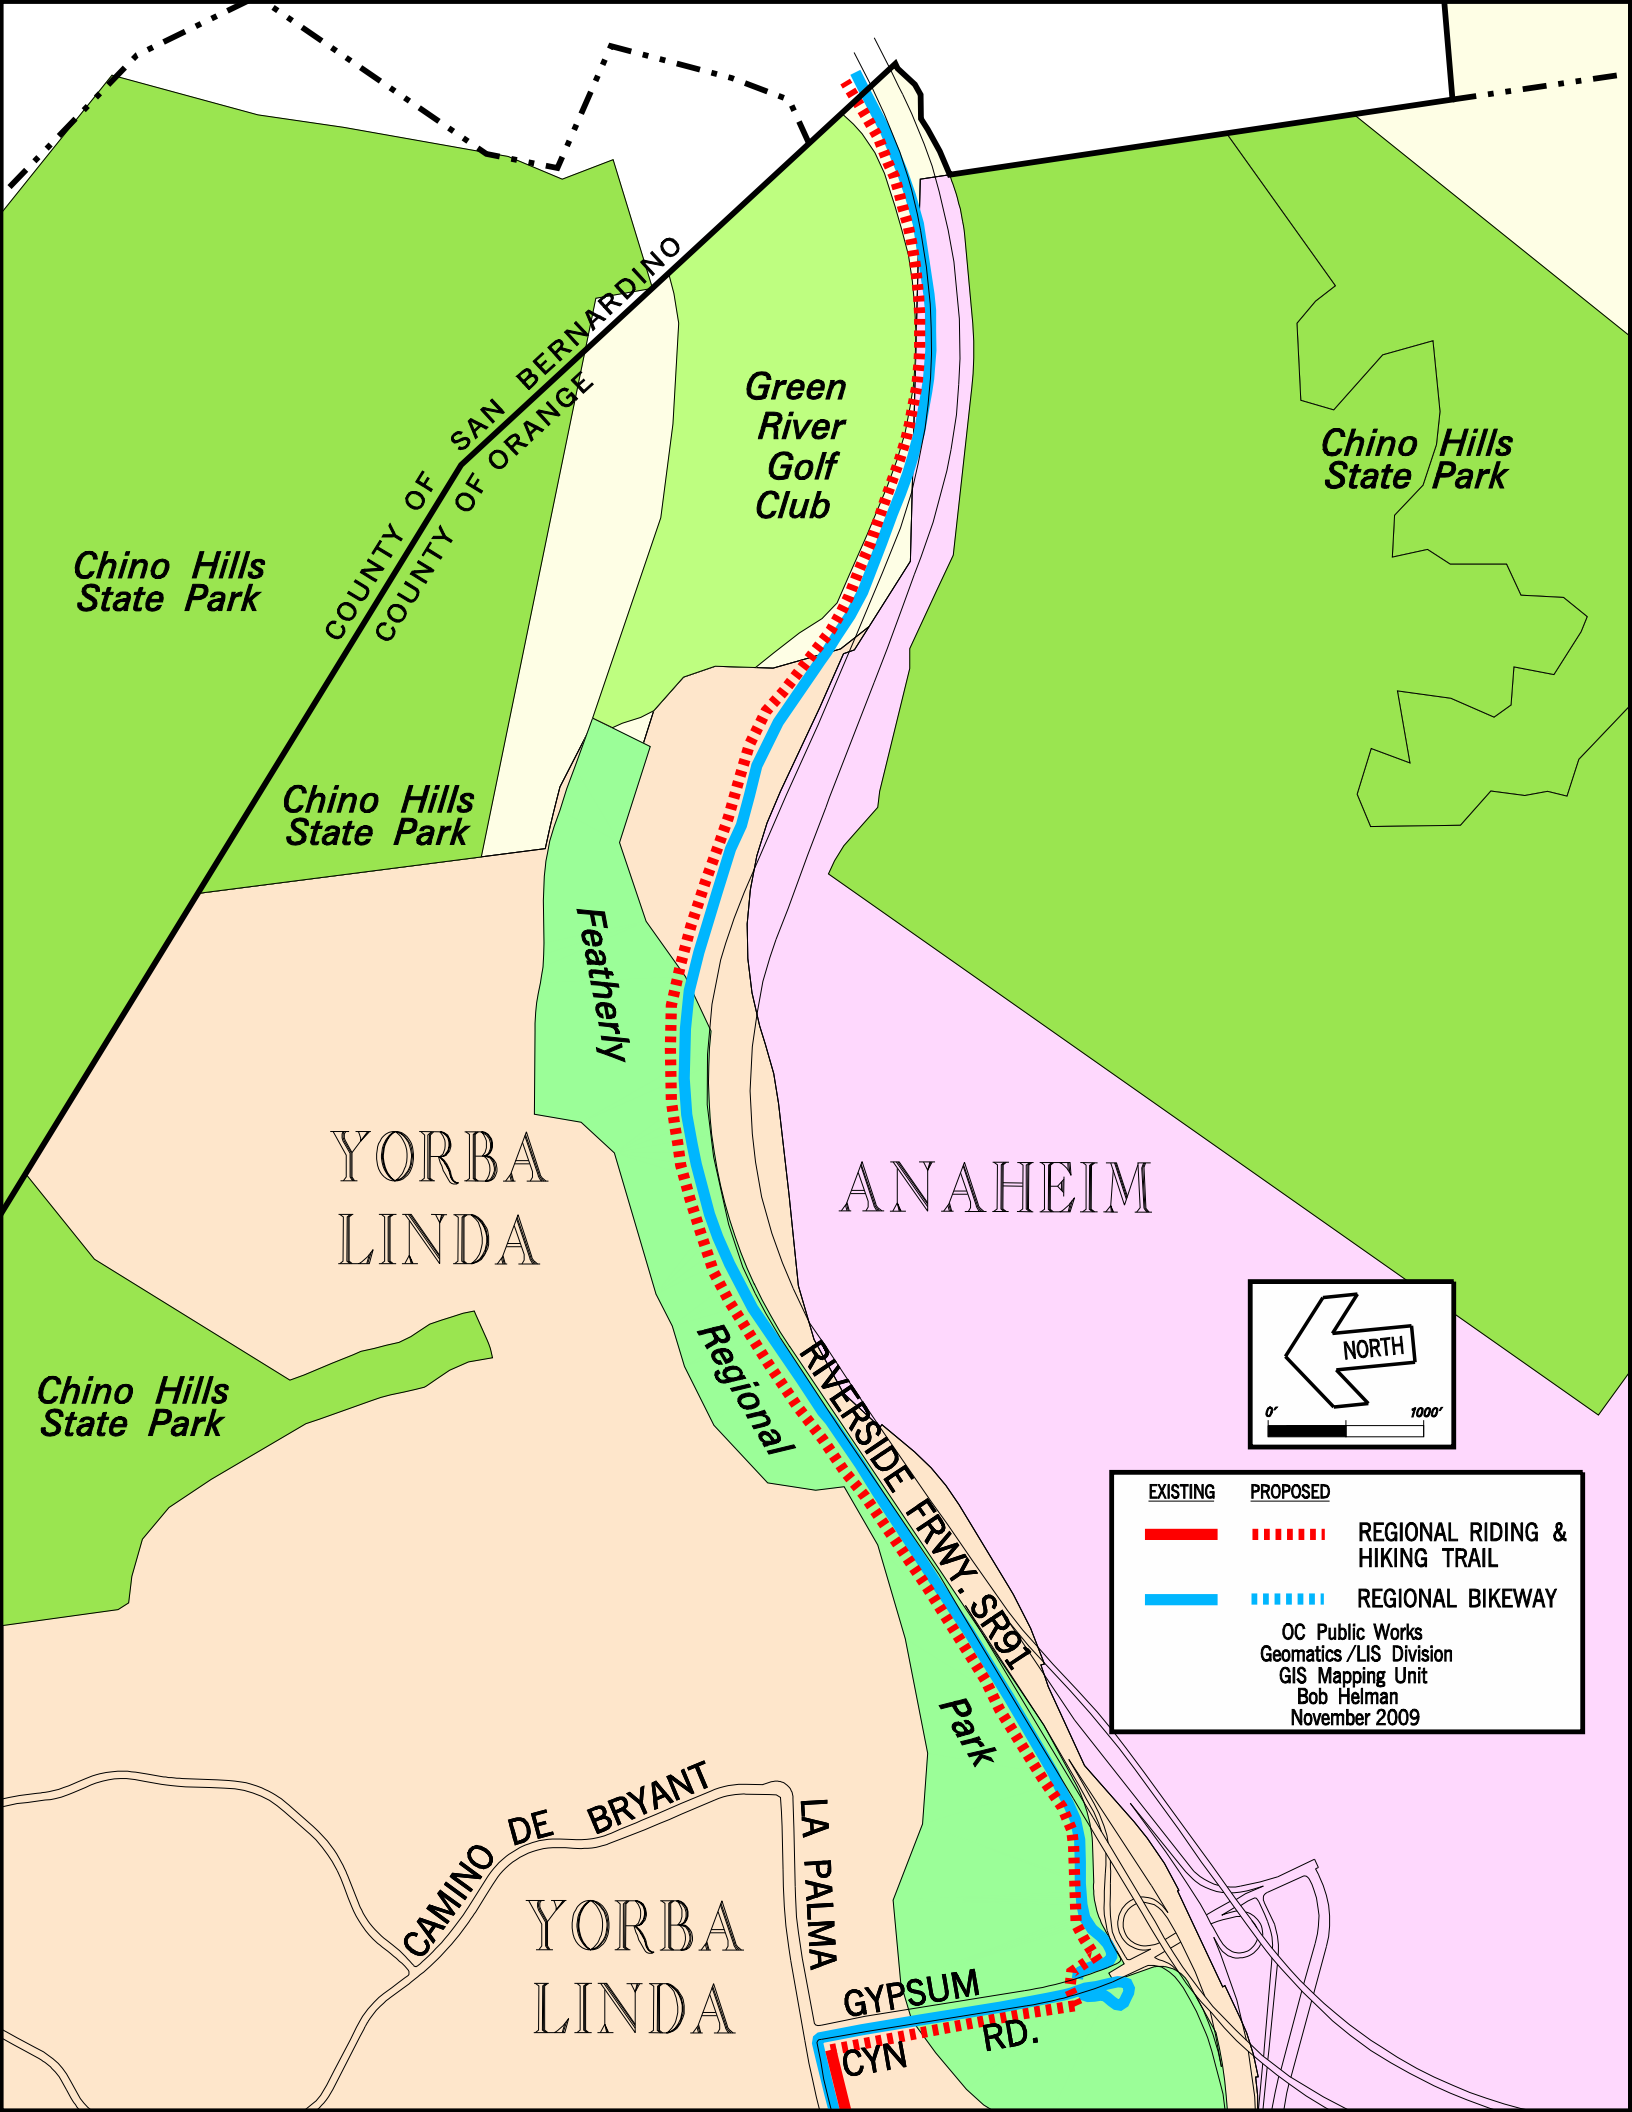 COUNTY OF SAN BERNARDINO
COUNTY OF ORANGE
Green
River
Golf
Club
Chino Hills
State Park
Chino Hills
State Park
Chino Hills
State Park
Featherly
YORBA
LINDA
ANAHEIM
NORTH
0' 1000'
Regional
RIVERSIDE FRWY. SR91
Chino Hills
State Park
EXISTING PROPOSED
REGIONAL RIDING &
HIKING TRAIL
REGIONAL BIKEWAY
OC Public Works
Geomatics /LIS Division
GIS Mapping Unit
Bob Helman
November 2009
Park
CAMINO DE BRYANT
LA PALMA
YORBA
LINDA
GYPSUM
CYN RD.